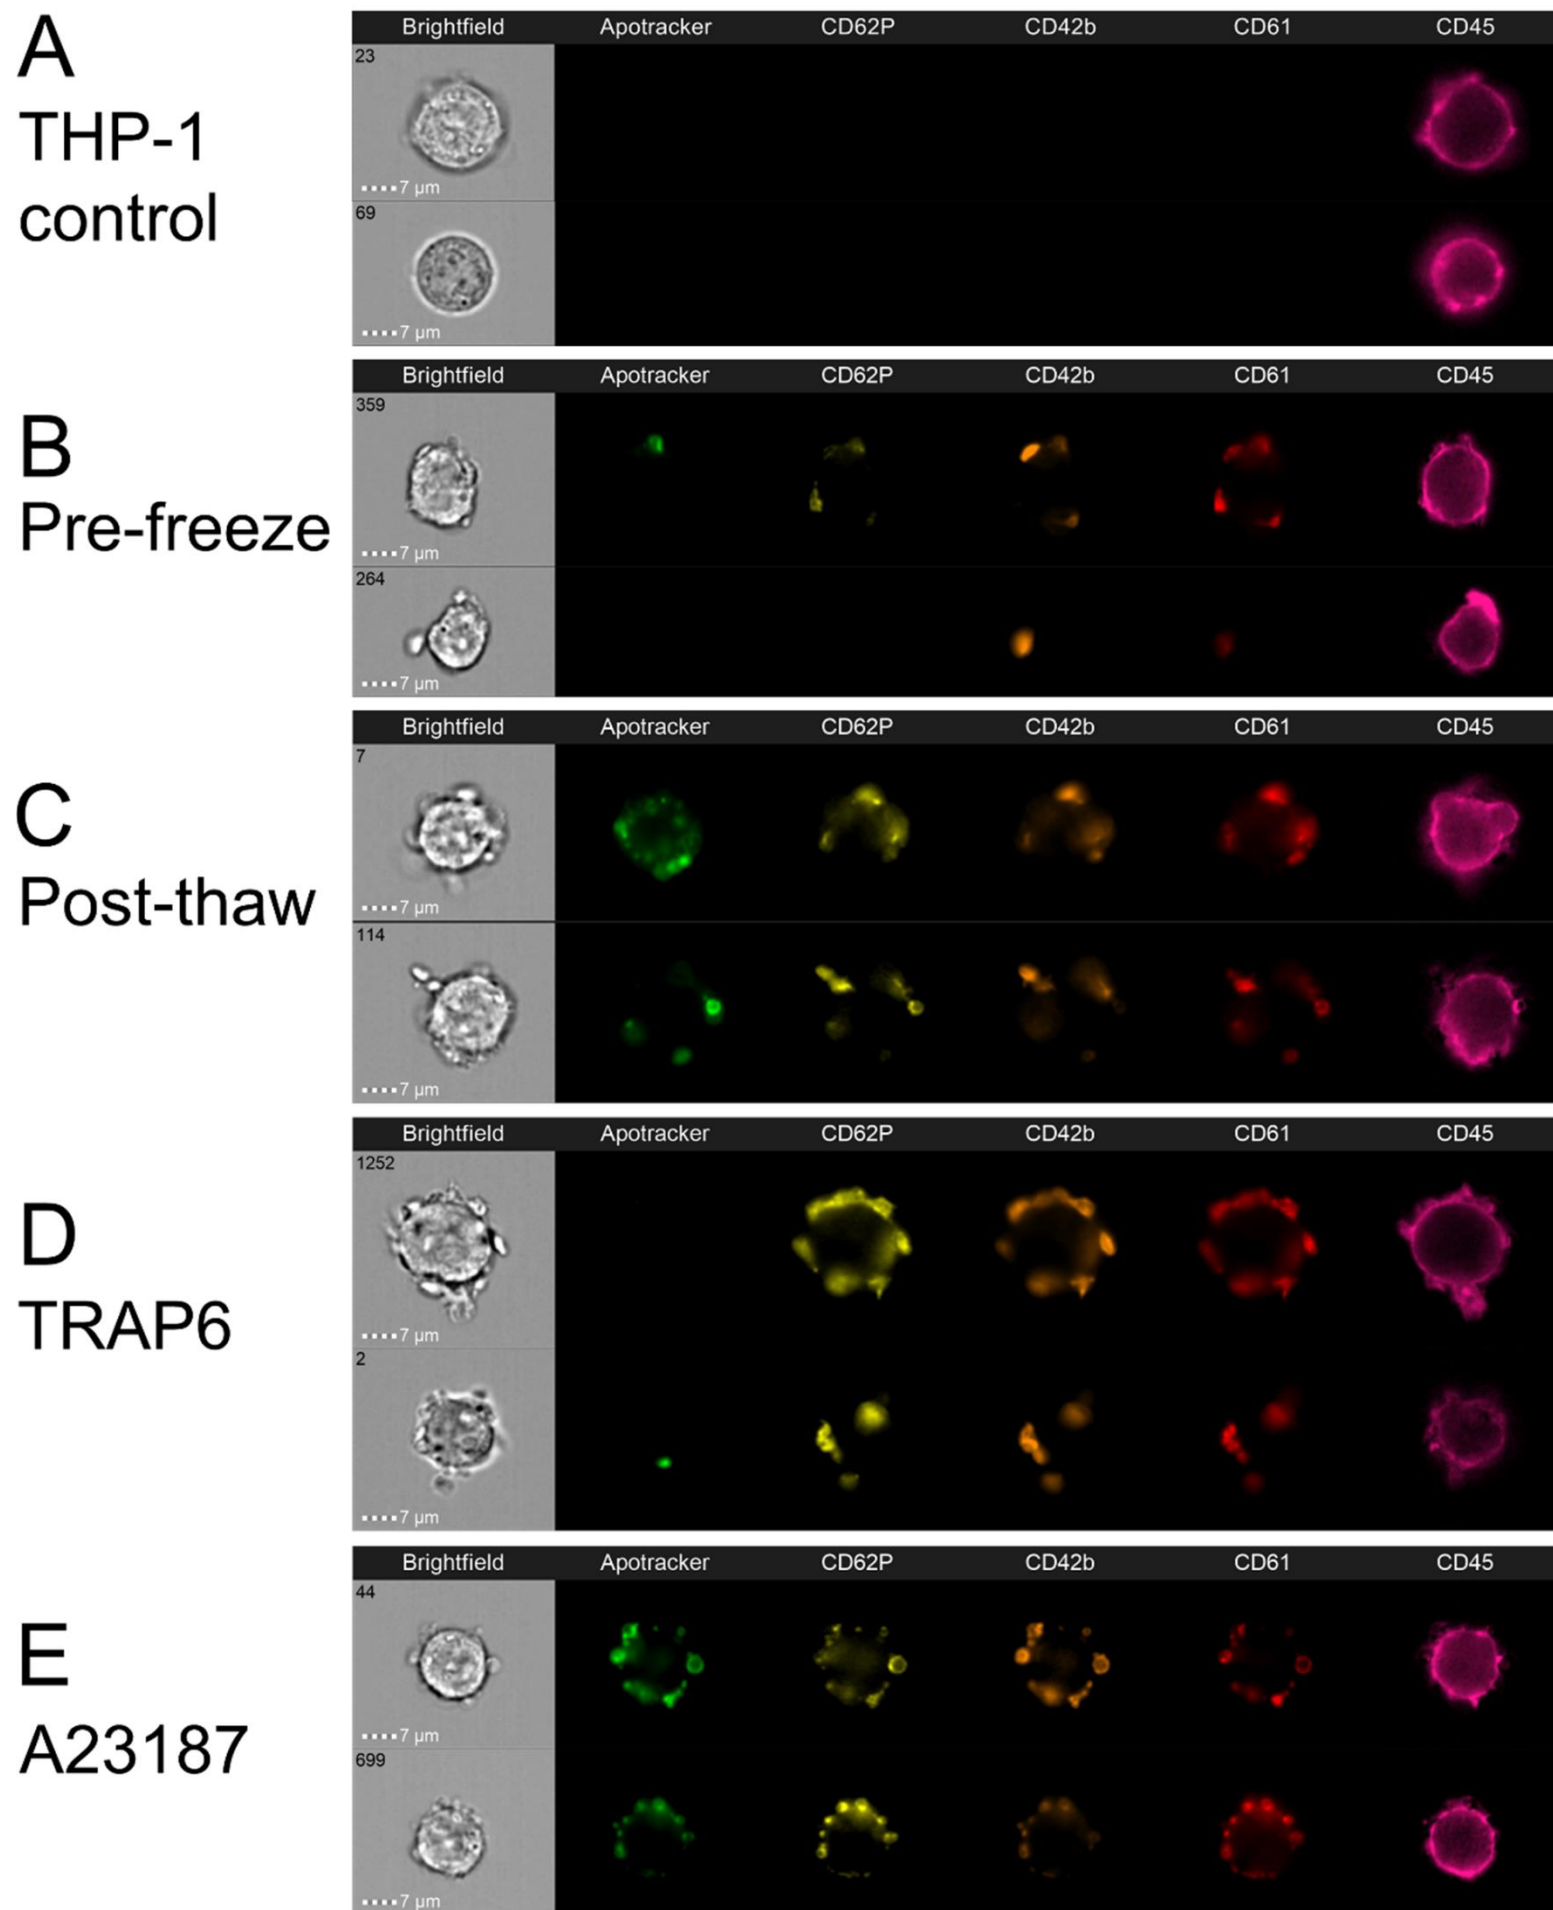 A
THP-1
control
Brightfield Apotracker CD62P CD42b CD61 CD45
23
7 µm
69
7 µm
B
Pre-freeze
Brightfield Apotracker CD62P CD42b CD61 CD45
359
7 µm
264
7 µm
C
Post-thaw
Brightfield Apotracker CD62P CD42b CD61 CD45
7
7 µm
114
7 µm
D
TRAP6
Brightfield Apotracker CD62P CD42b CD61 CD45
1252
7 µm
2
7 µm
E
A23187
Brightfield Apotracker CD62P CD42b CD61 CD45
44
7 µm
699
7 µm